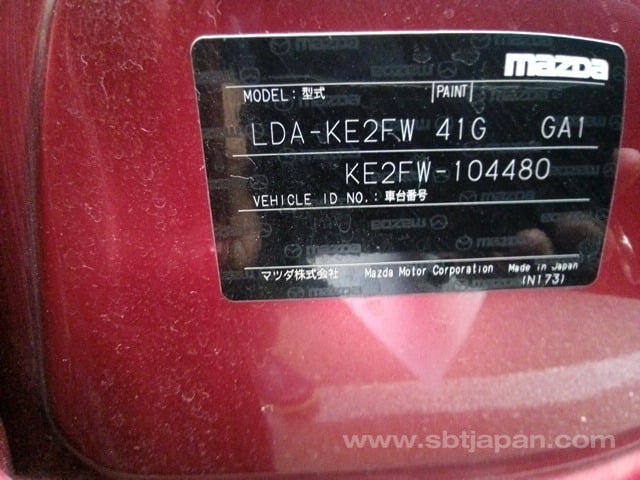 mazda
MODEL : 型式 PAINT
LDA-KE2FW 41G GA1
KE2FW-104480
VEHICLE ID NO. : 車台番号
マツダ株式会社 Mazda Motor Corporation Made in Japan
(N173)
www.sbtjapan.com